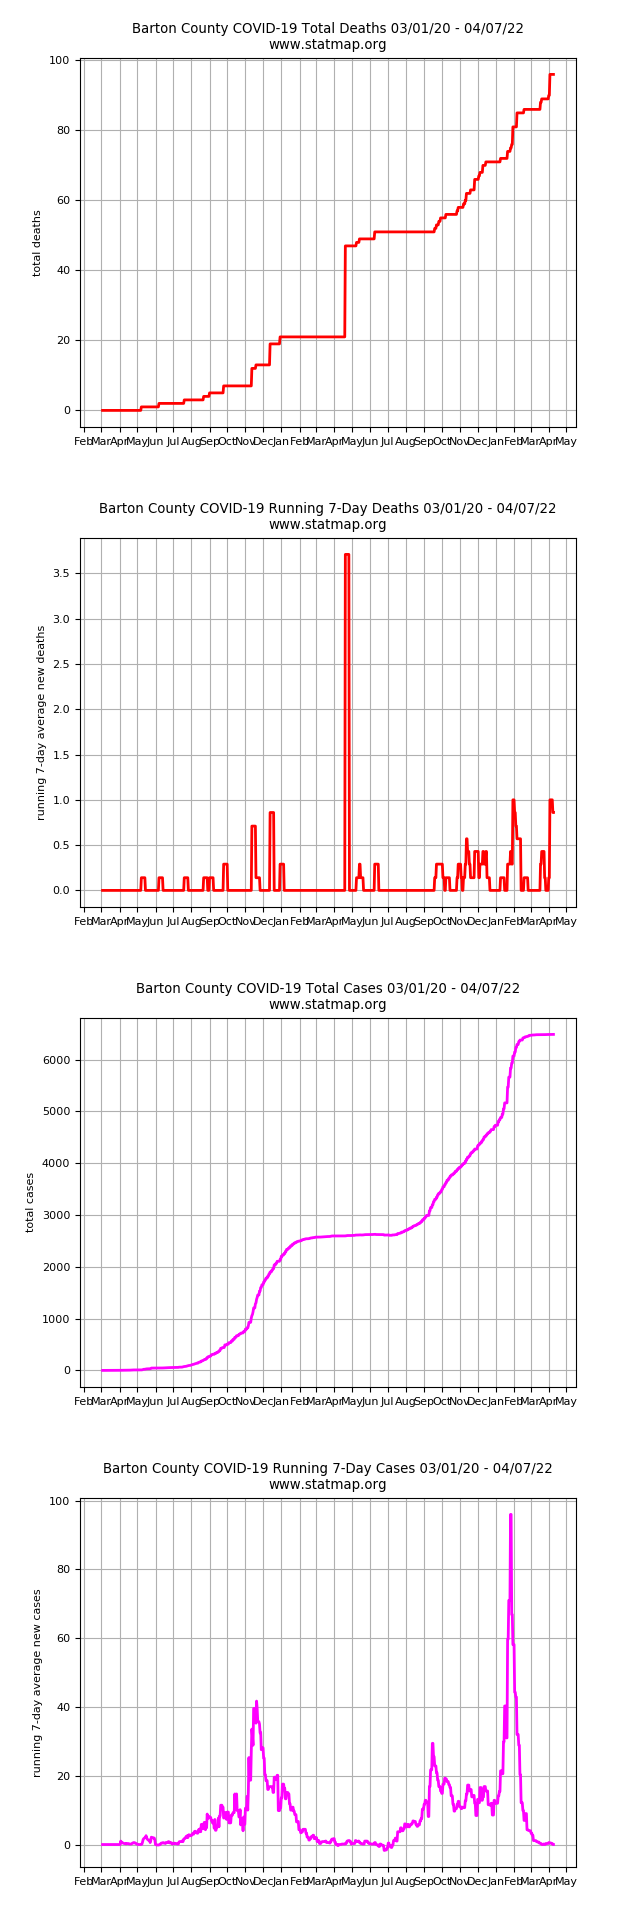 Barton County COVID-19 Total Deaths 03/01/20 - 04/07/22
www.statmap.org
100
80
60
40
20
0
total deaths
Feb Mar Apr May Jun Jul Aug Sep Oct Nov Dec Jan Feb Mar Apr May Jun Jul Aug Sep Oct Nov Dec Jan Feb Mar Apr May
Barton County COVID-19 Running 7-Day Deaths 03/01/20 - 04/07/22
www.statmap.org
3.5
3.0
2.5
2.0
1.5
1.0
0.5
0.0
running 7-day average new deaths
Feb Mar Apr May Jun Jul Aug Sep Oct Nov Dec Jan Feb Mar Apr May Jun Jul Aug Sep Oct Nov Dec Jan Feb Mar Apr May
Barton County COVID-19 Total Cases 03/01/20 - 04/07/22
www.statmap.org
6000
5000
4000
3000
2000
1000
0
total cases
Feb Mar Apr May Jun Jul Aug Sep Oct Nov Dec Jan Feb Mar Apr May Jun Jul Aug Sep Oct Nov Dec Jan Feb Mar Apr May
Barton County COVID-19 Running 7-Day Cases 03/01/20 - 04/07/22
www.statmap.org
100
80
60
40
20
0
running 7-day average new cases
Feb Mar Apr May Jun Jul Aug Sep Oct Nov Dec Jan Feb Mar Apr May Jun Jul Aug Sep Oct Nov Dec Jan Feb Mar Apr May